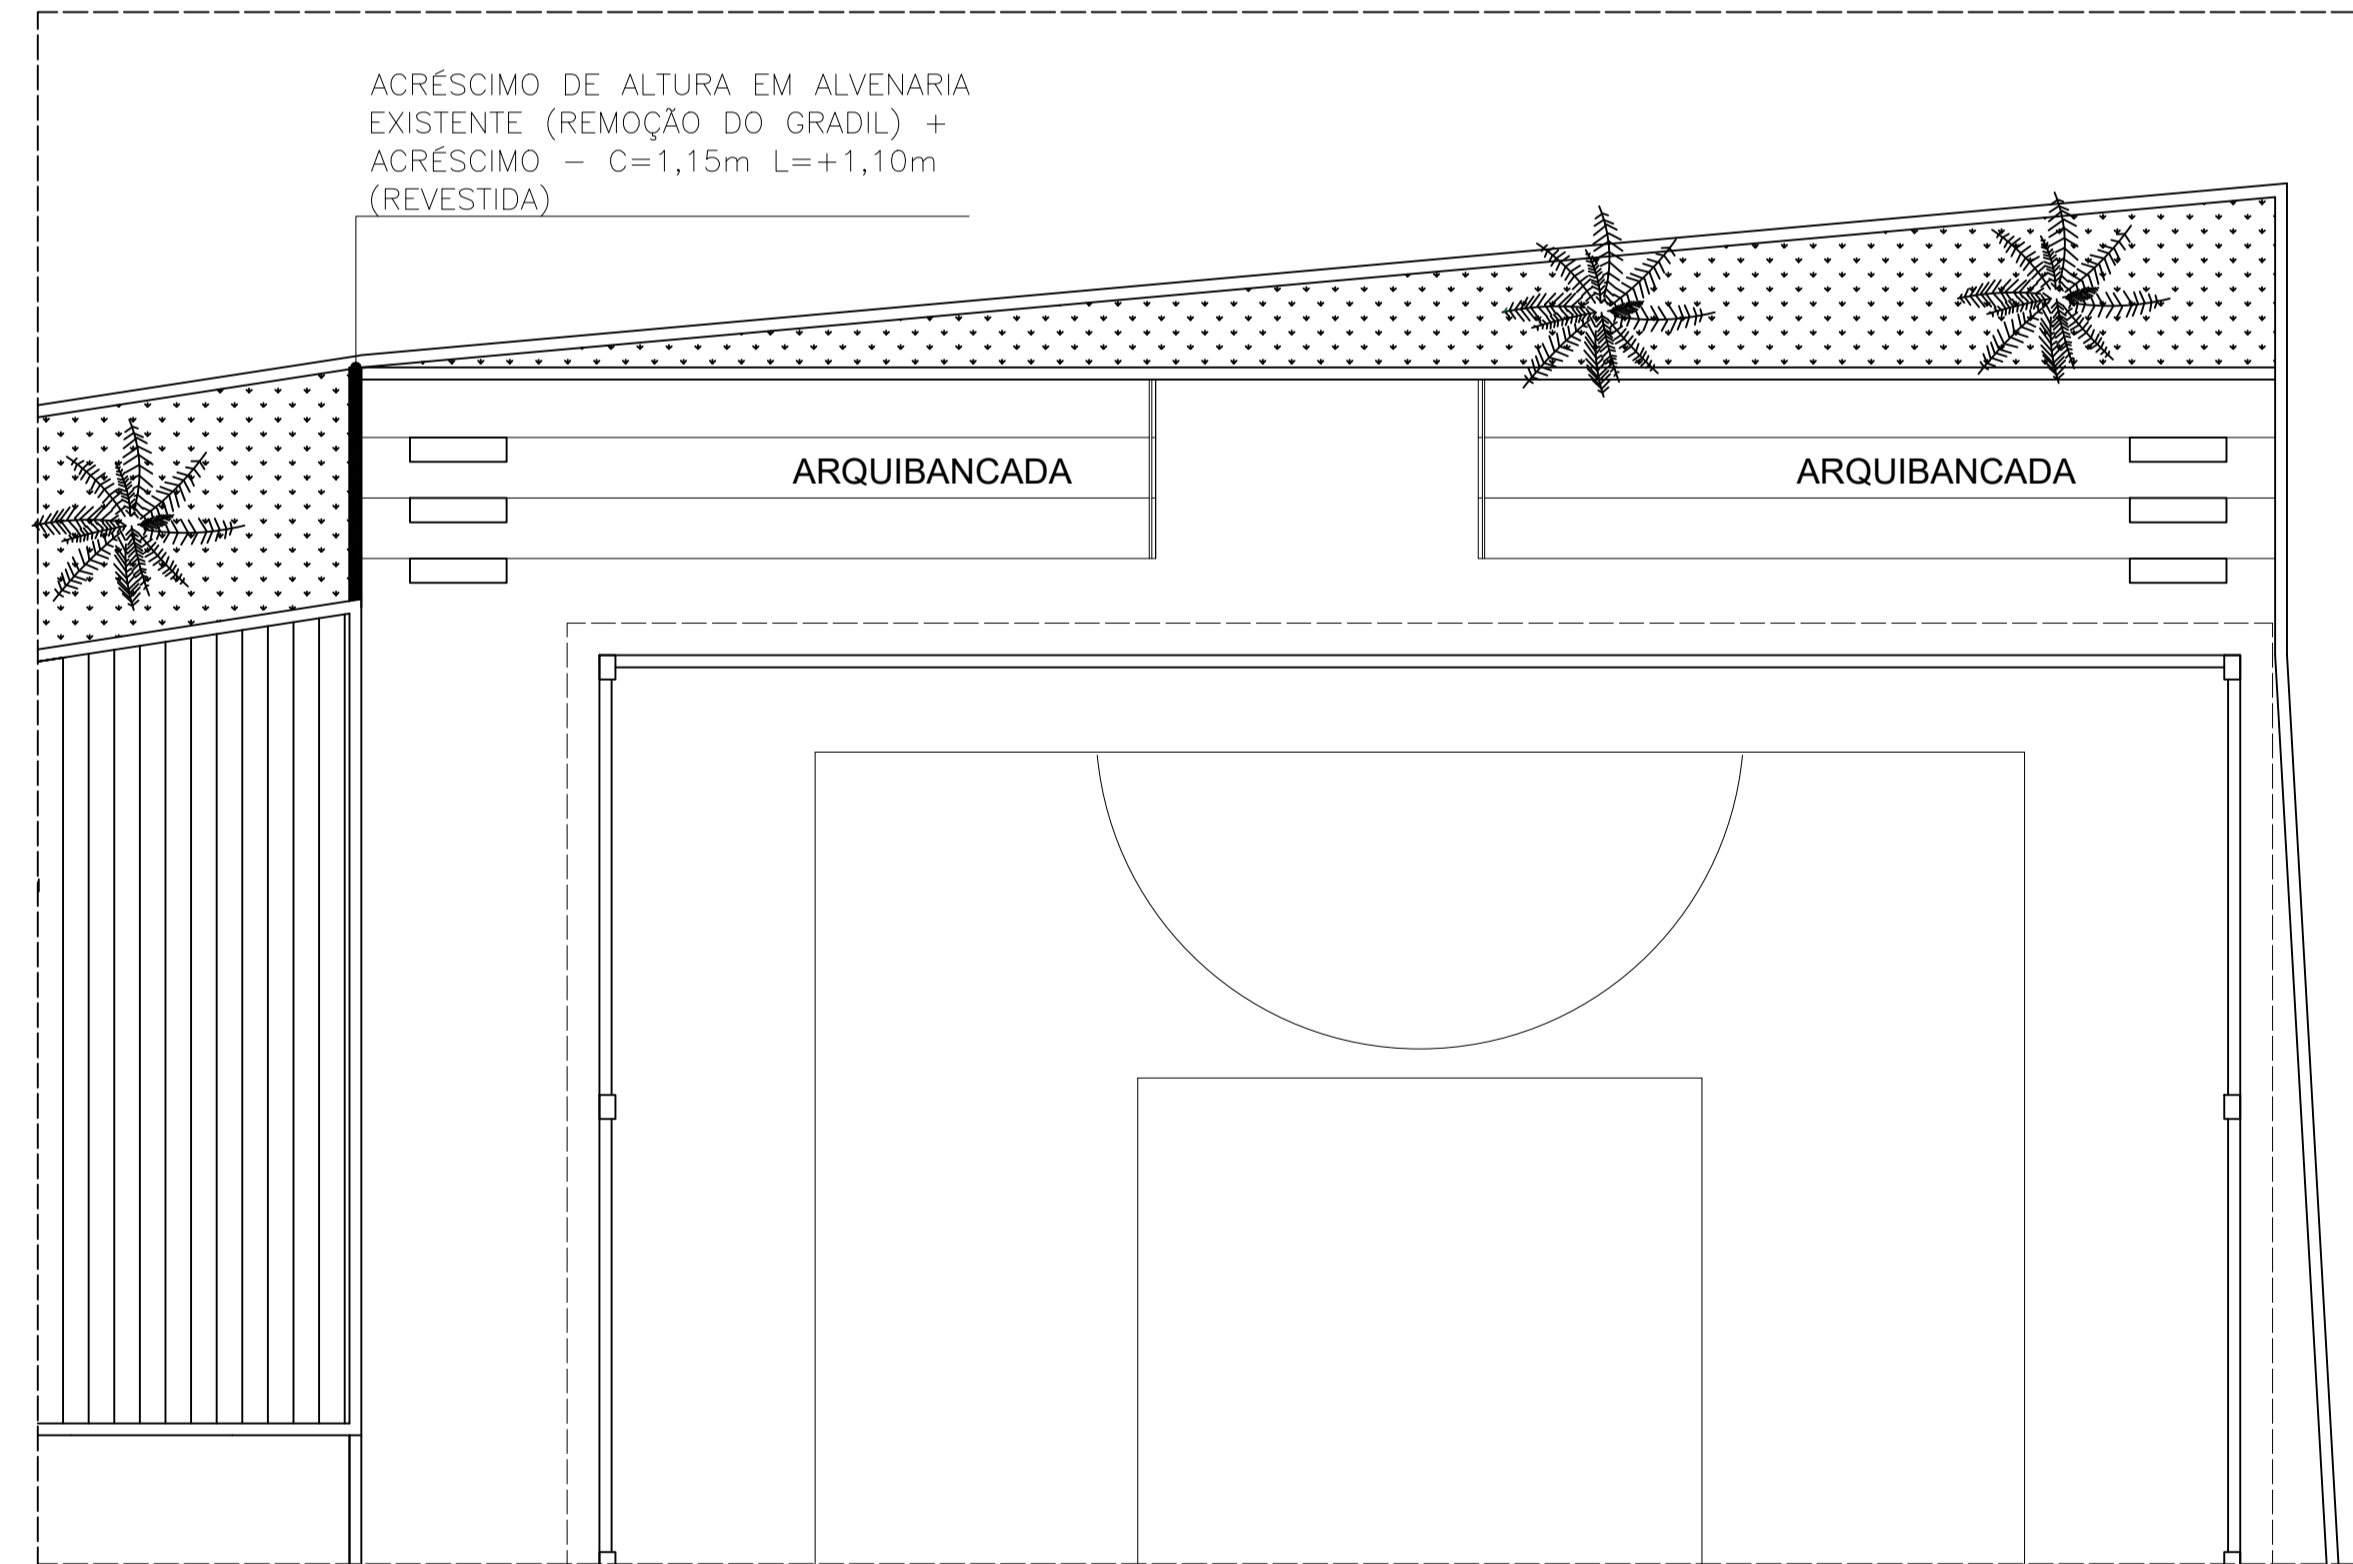 ACRÉSCIMO DE ALTURA EM ALVENARIA
EXISTENTE (REMOÇÃO DO GRADIL) +
ACRÉSCIMO – C=1,15m L=+1,10m
(REVESTIDA)
ARQUIBANCADA
ARQUIBANCADA